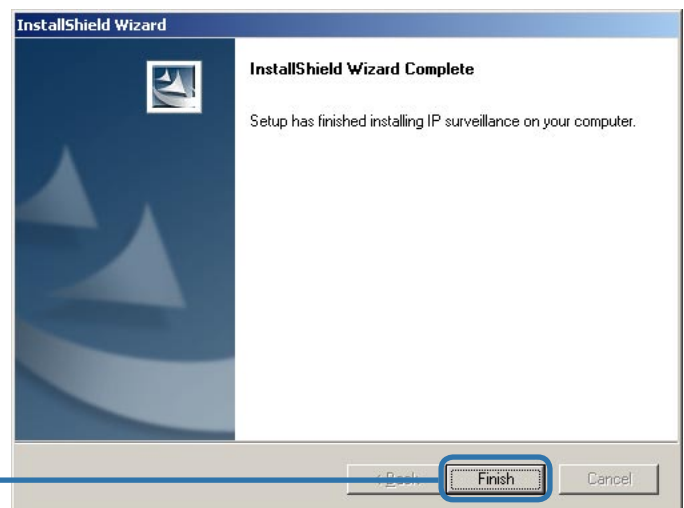 InstallShield Wizard
InstallShield Wizard Complete
Setup has finished installing IP surveillance on your computer.
< Back
Finish
Cancel